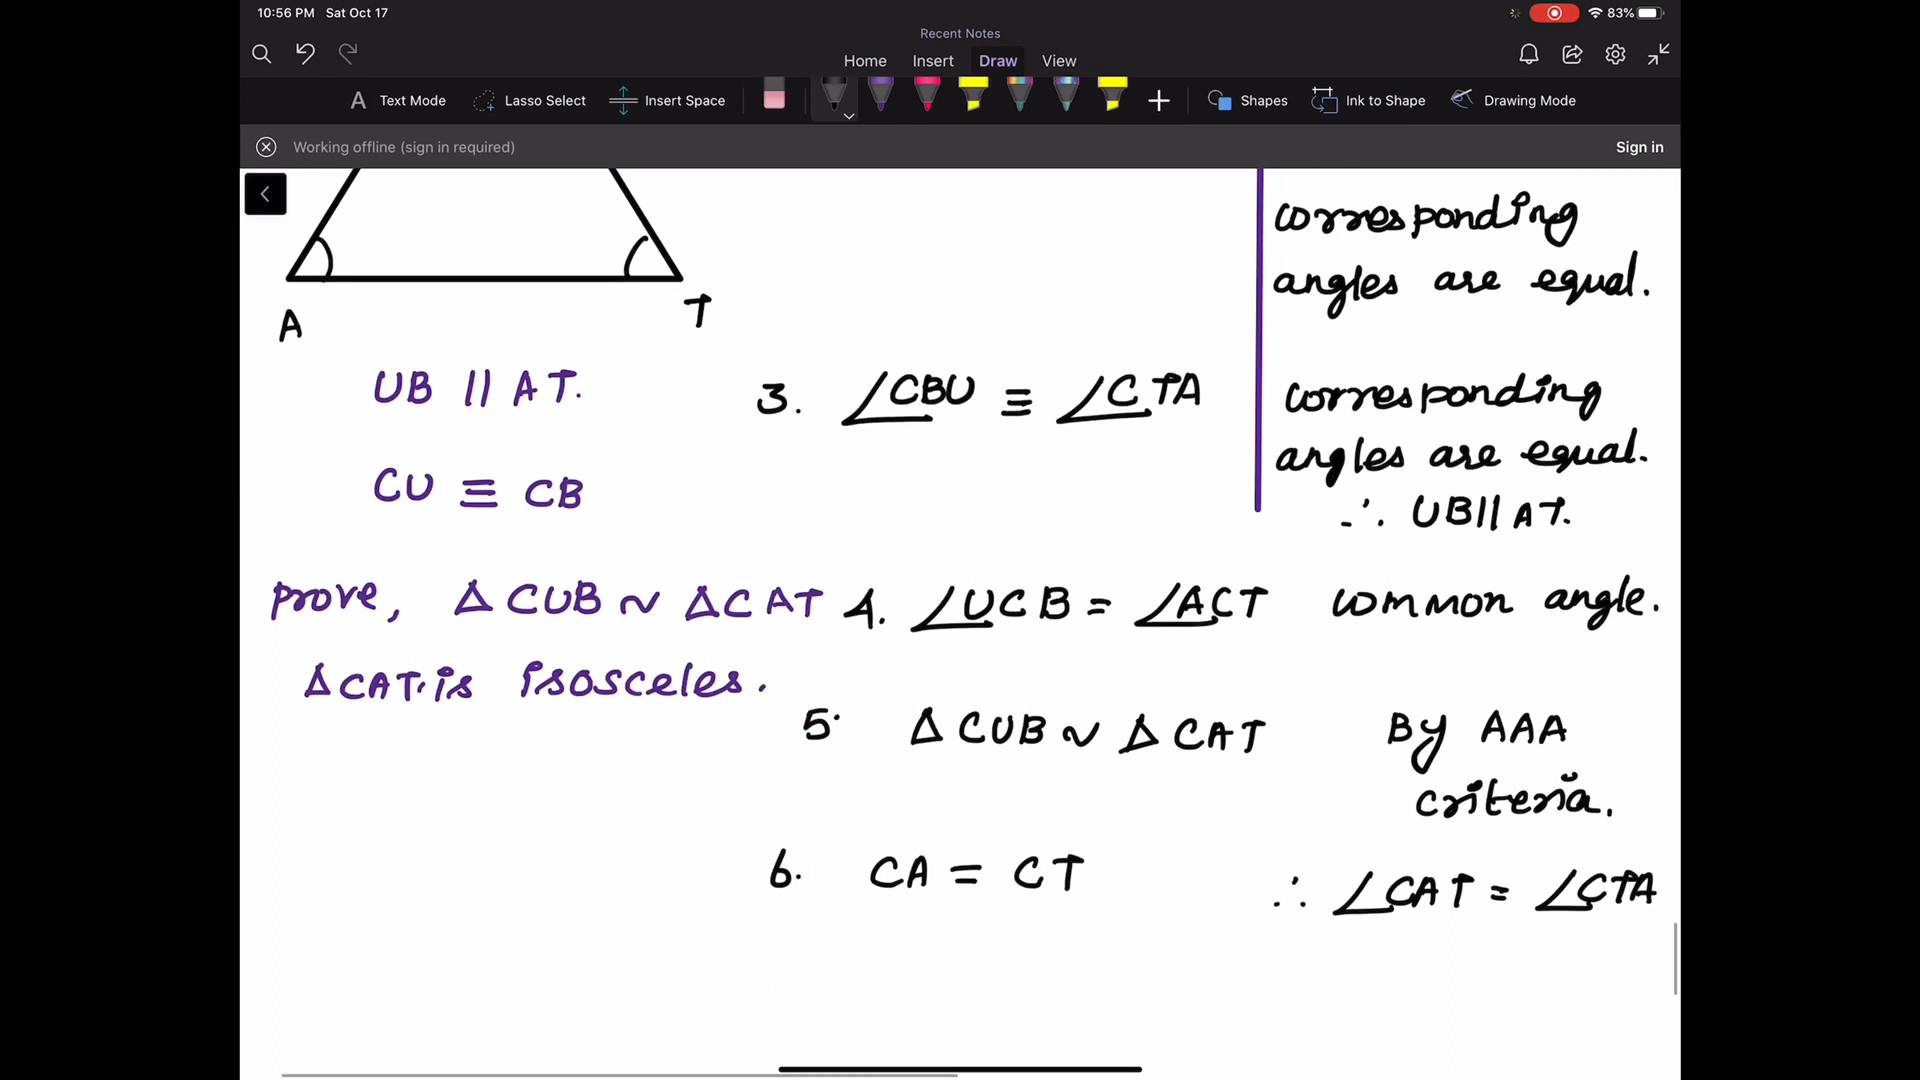 10:56 PM Sat Oct 17
83%
Recent Notes
Home Insert Draw View
A Text Mode Lasso Select Insert Space Shapes Ink to Shape Drawing Mode
Working offline (sign in required) Sign in
corresponding
angles are equal.
A T
UB || AT.
3. ∠CBU ≡ ∠CTA
corresponding
angles are equal.
∴ UB || AT.
CU ≡ CB
prove, Δ CUB ~ ΔCAT
4. ∠UCB = ∠ACT common angle.
ΔCAT is isosceles.
5. Δ CUB ~ Δ CAT By AAA
criteria.
6. CA = CT ∴ ∠CAT = ∠CTA